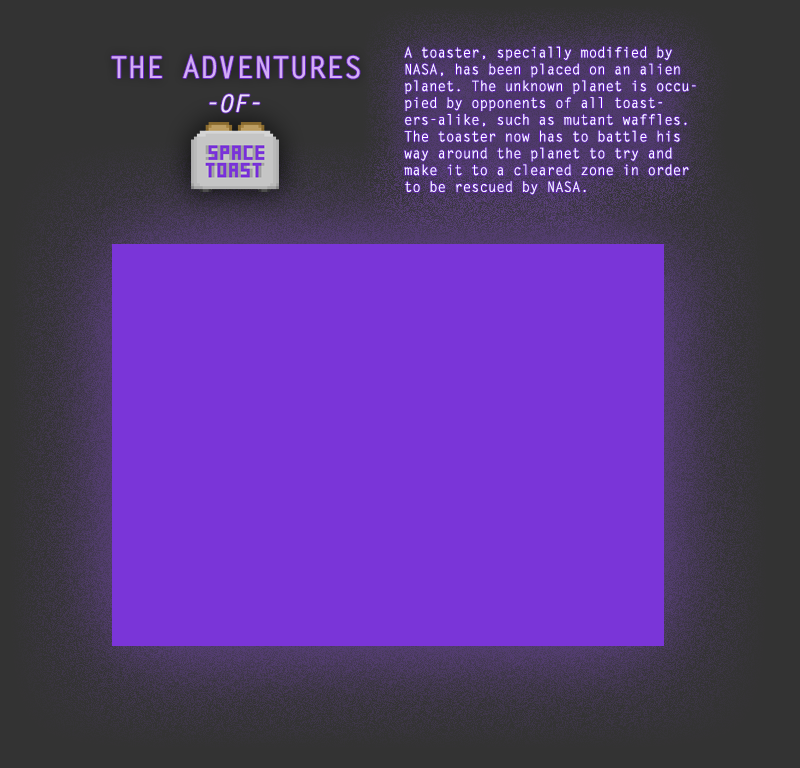 THE ADVENTURES
-OF-
SPACE
TOAST
A toaster, specially modified by
NASA, has been placed on an alien
planet. The unknown planet is occu-
pied by opponents of all toast-
ers-alike, such as mutant waffles.
The toaster now has to battle his
way around the planet to try and
make it to a cleared zone in order
to be rescued by NASA.